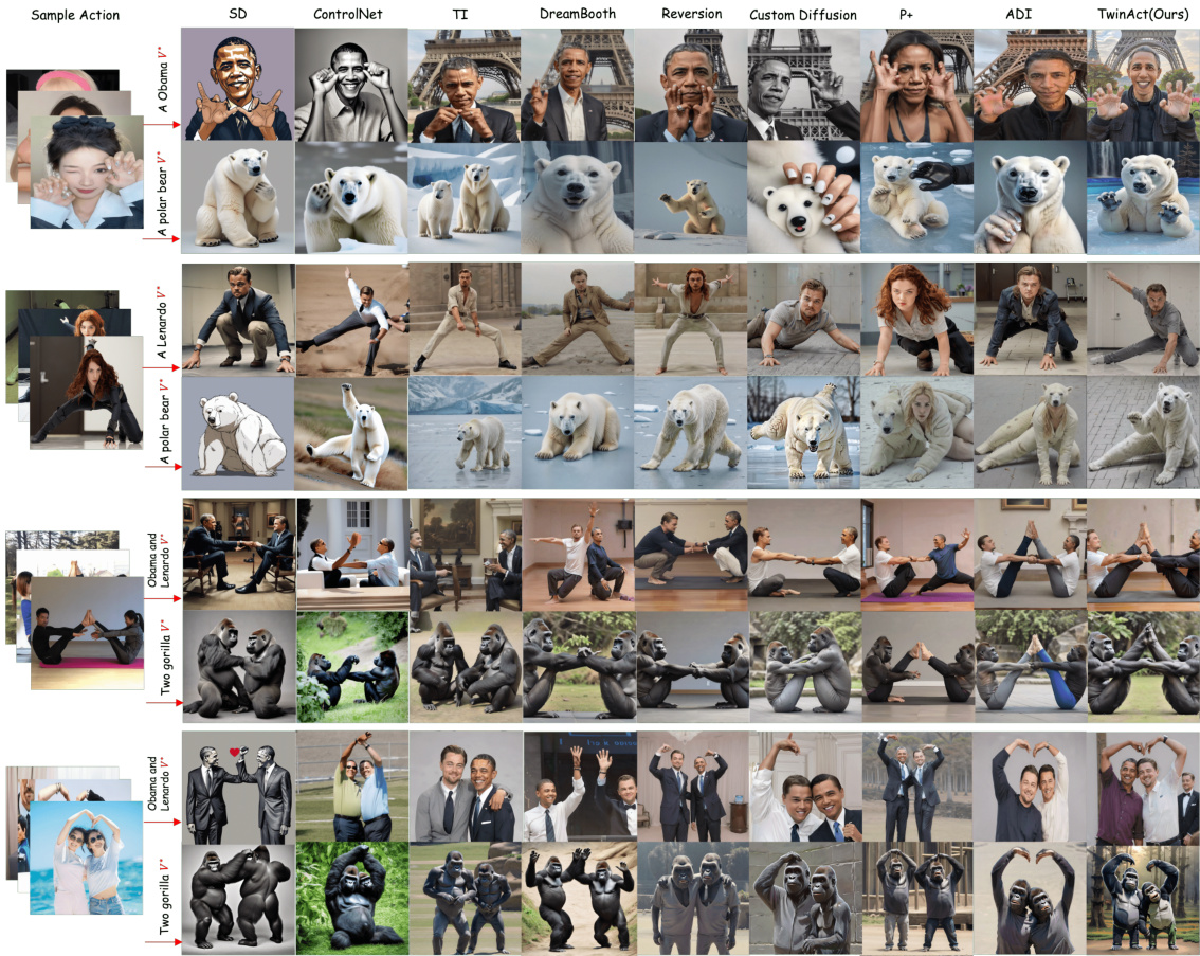 Sample Action SD ControlNet TI DreamBooth Reversion Custom Diffusion P+ ADI TwinAct(Ours)
A Obama V*
A polar bear V*
A Lenardo V*
A polar bear V*
Obama and
Lenardo V*
Two gorilla V*
Obama and
Lenardo V*
Two gorilla V*